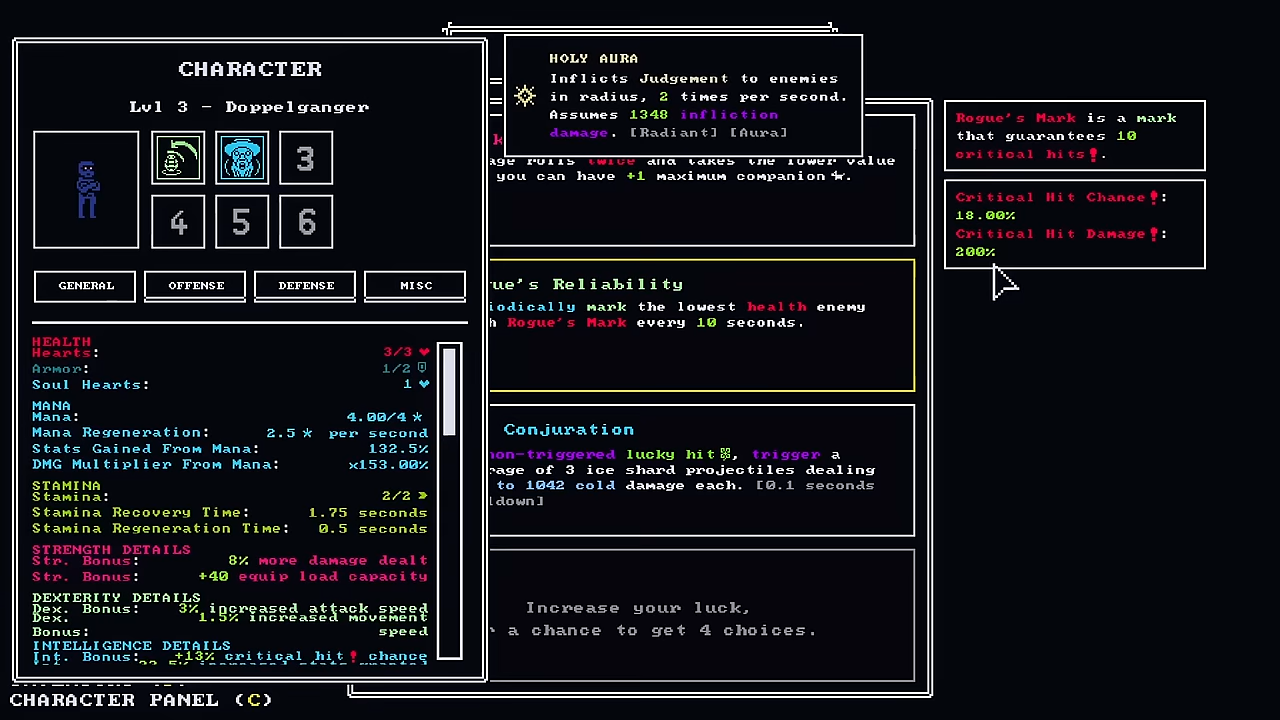 CHARACTER
Lvl 3 - Doppelganger
3
4 5 6
GENERAL OFFENSE DEFENSE MISC
HEALTH
Hearts: 3/3
Armor: 1/2
Soul Hearts: 1
MANA
Mana: 4.00/4
Mana Regeneration: 2.5 per second
Stats Gained From Mana: 132.5%
DMG Multiplier From Mana: x153.00%
STAMINA
Stamina: 2/2
Stamina Recovery Time: 1.75 seconds
Stamina Regeneration Time: 0.5 seconds
STRENGTH DETAILS
Str. Bonus: 8% more damage dealt
Str. Bonus: +40 equip load capacity
DEXTERITY DETAILS
Dex. Bonus: 3% increased attack speed
Dex. 1.5% increased movement
Bonus: speed
INTELLIGENCE DETAILS
Int. Bonus: +13% critical hit! chance
CHARACTER PANEL (C)
HOLY AURA
Inflicts Judgement to enemies
in radius, 2 times per second.
Assumes 1348 infliction
damage. [Radiant] [Aura]
age rolls twice and takes the lower value
you can have +1 maximum companion.
ue's Reliability
iodically mark the lowest health enemy
h Rogue's Mark every 10 seconds.
Conjuration
non-triggered lucky hit, trigger a
rage of 3 ice shard projectiles dealing
to 1042 cold damage each. [0.1 seconds
ldown]
Increase your luck,
r a chance to get 4 choices.
Rogue's Mark is a mark
that guarantees 10
critical hits!.
Critical Hit Chance!:
18.00%
Critical Hit Damage!:
200%